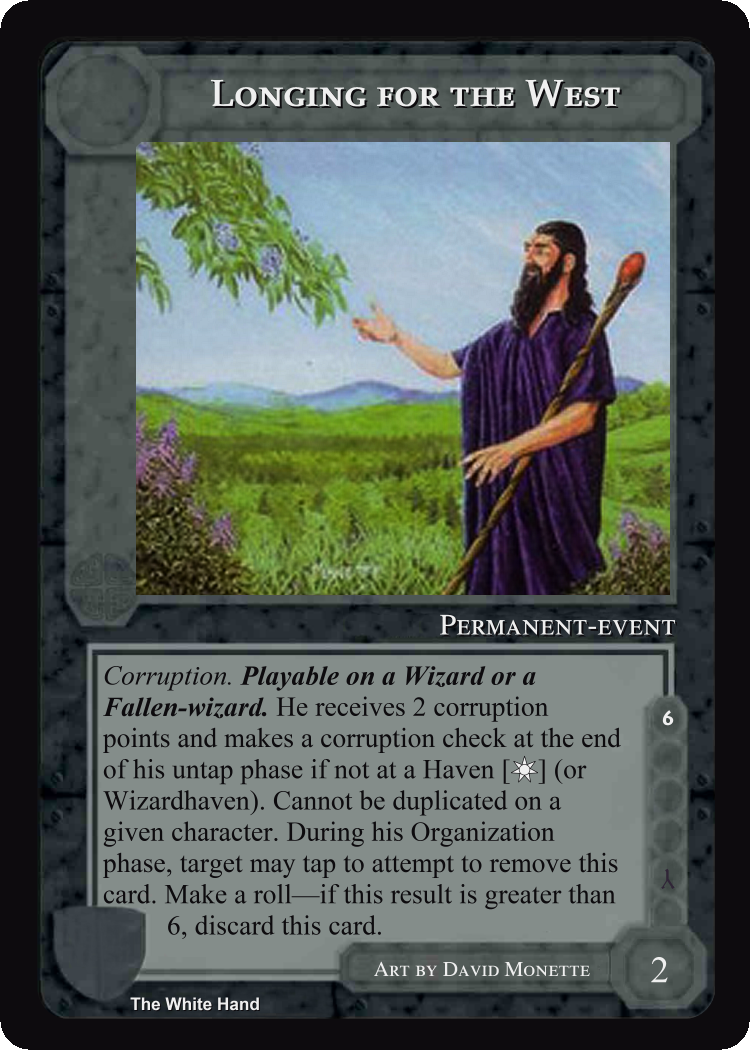 Longing for the West
Permanent-event
Corruption. Playable on a Wizard or a
Fallen-wizard. He receives 2 corruption
6
points and makes a corruption check at the end
of his untap phase if not at a Haven [☼] (or
Wizardhaven). Cannot be duplicated on a
given character. During his Organization
phase, target may tap to attempt to remove this
card. Make a roll—if this result is greater than
6, discard this card.
Art by David Monette
2
The White Hand